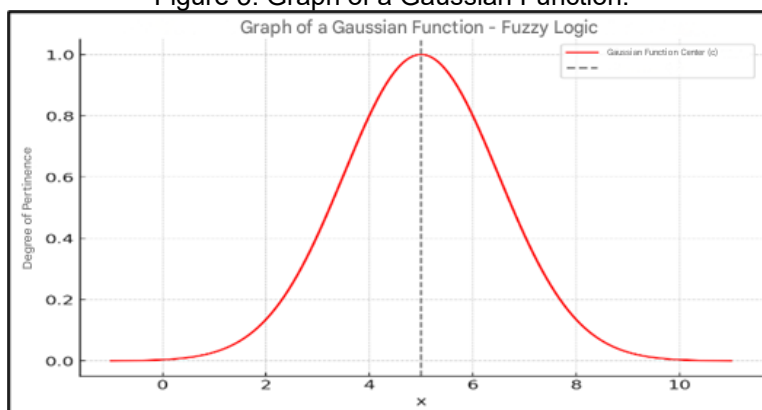 Figure 6. Graph of a Gaussian Function.
Graph of a Gaussian Function - Fuzzy Logic
Gaussian Function Center (c)
1.0
0.8
0.6
0.4
0.2
0.0
Degree of Pertinence
0 2 4 6 8 10
x